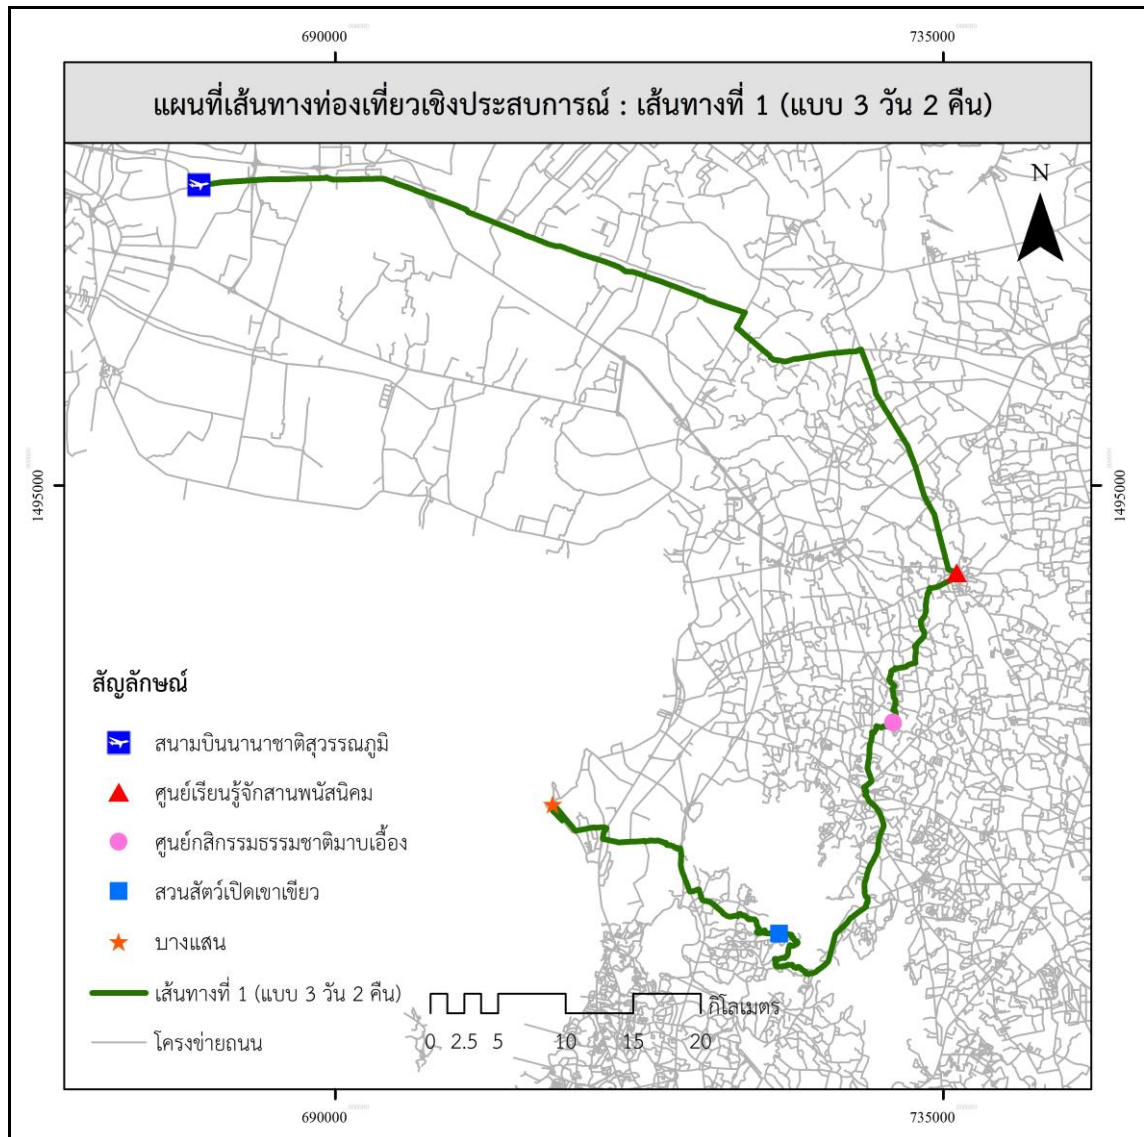 690000 735000
แผนที่เส้นทางท่องเที่ยวเชิงประสบการณ์ : เส้นทางที่ 1 (แบบ 3 วัน 2 คืน)
N
1495000 1495000
สัญลักษณ์
สนามบินนานาชาติสุวรรณภูมิ
ศูนย์เรียนรู้จักสานพนัสนิคม
ศูนย์กสิกรรมธรรมชาติมาบเอื้อง
สวนสัตว์เปิดเขาเขียว
บางแสน
เส้นทางที่ 1 (แบบ 3 วัน 2 คืน)
โครงข่ายถนน
กิโลเมตร
0 2.5 5 10 15 20
690000 735000